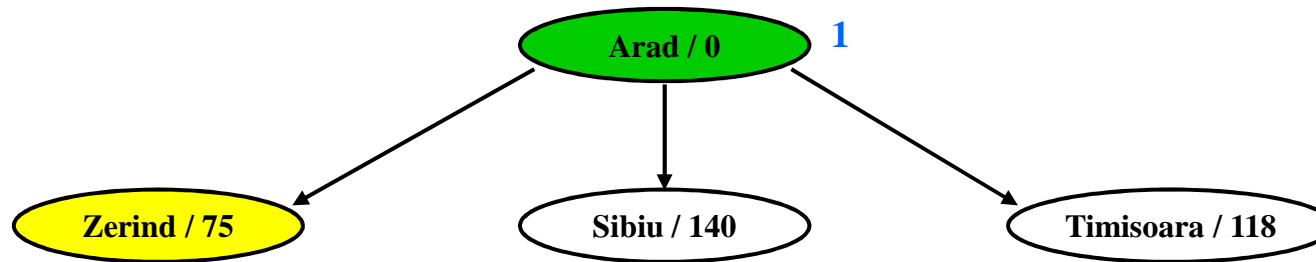 Arad / 0
1
Zerind / 75
Sibiu / 140
Timisoara / 118